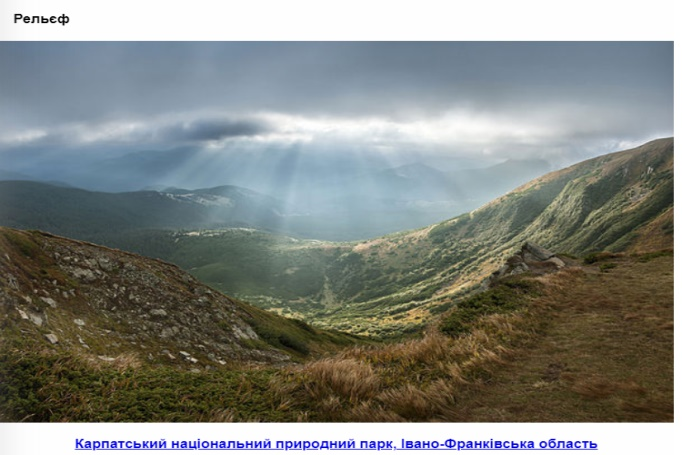 Рельєф
Карпатський національний природний парк, Івано-Франківська область